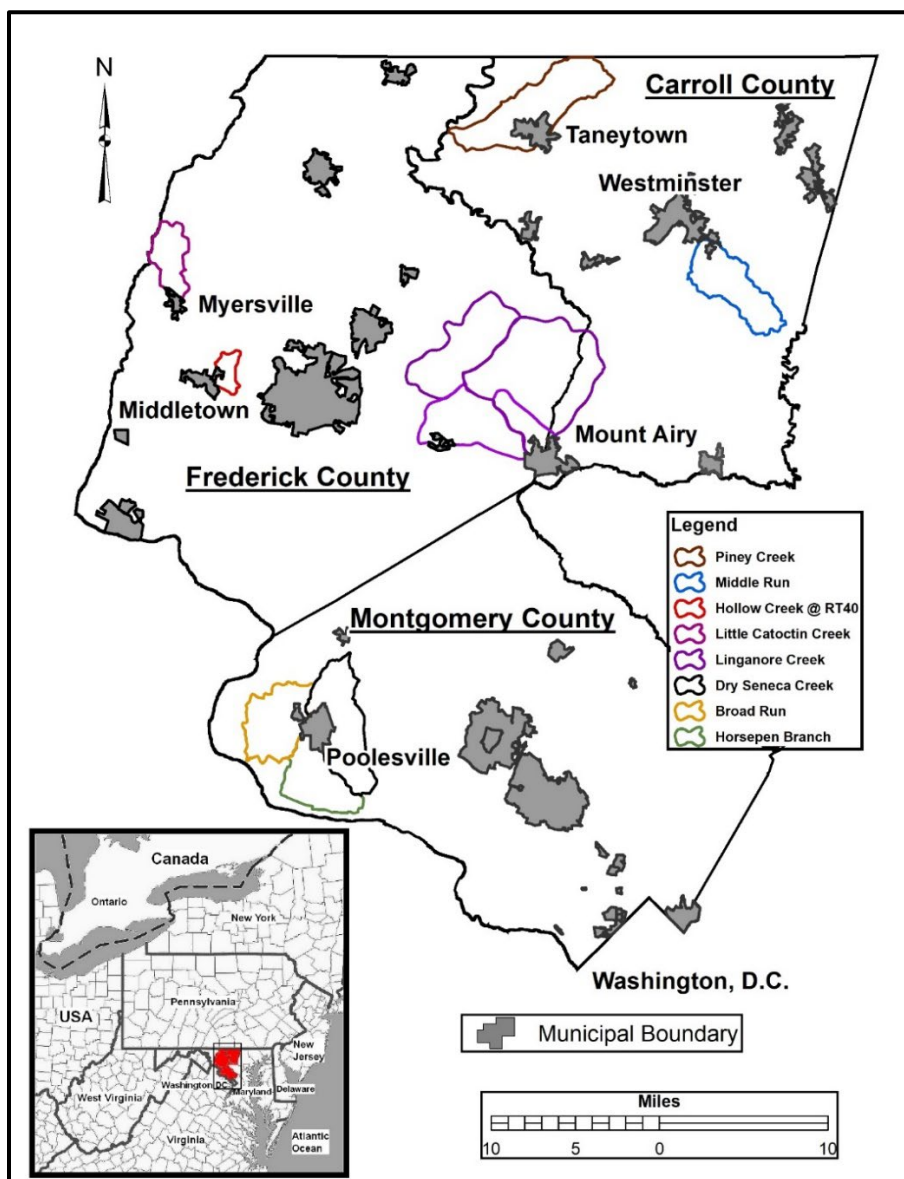 N
Carroll County
Taneytown
Westminster
Myersville
Middletown
Mount Airy
Frederick County
Legend
Piney Creek
Middle Run
Hollow Creek @ RT40
Little Catoctin Creek
Linganore Creek
Dry Seneca Creek
Broad Run
Horsepen Branch
Montgomery County
Poolesville
Washington, D.C.
Municipal Boundary
Miles
10 5 0 10
Canada
Ontario
New York
USA
Pennsylvania
New
Jersey
Washington DC
Maryland
Delaware
West Virginia
Virginia
Atlantic
Ocean